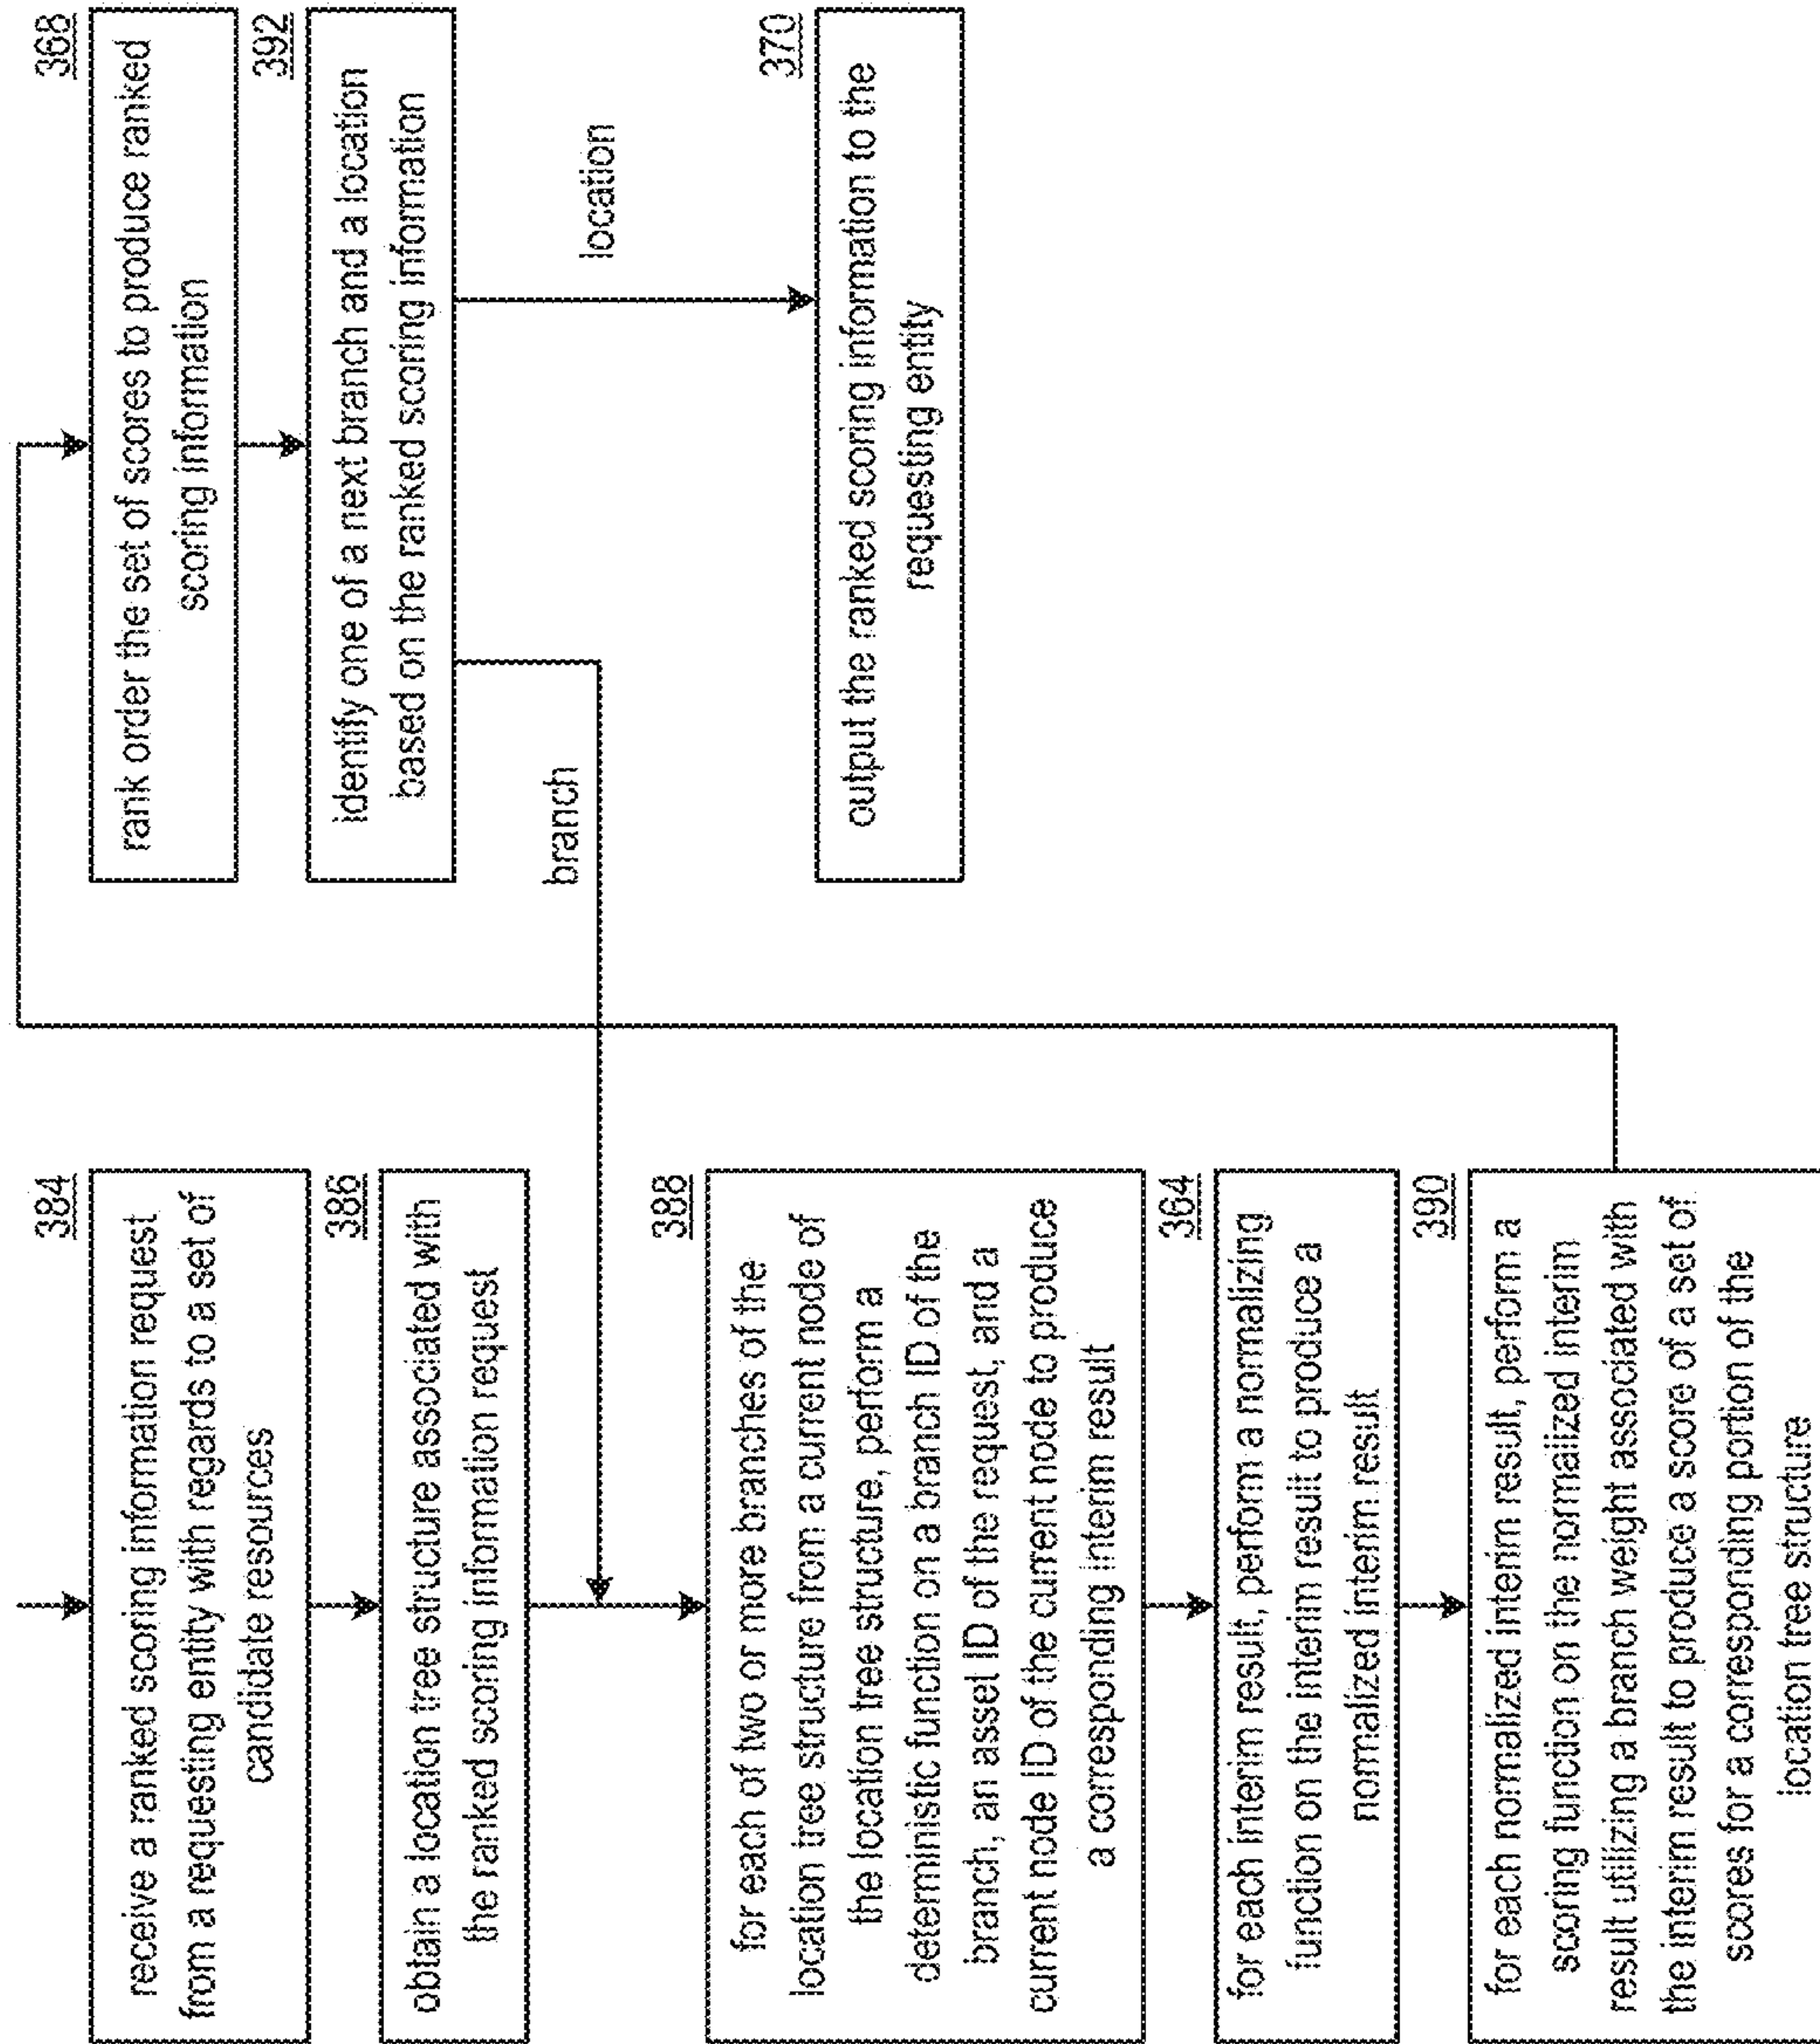 384
receive a ranked scoring information request
from a requesting entity with regards to a set of
candidate resources
386
obtain a location tree structure associated with
the ranked scoring information request
388
for each of two or more branches of the
location tree structure from a current node of
the location tree structure, perform a
deterministic function on a branch ID of the
branch, an asset ID of the request, and a
current node ID of the current node to produce
a corresponding interim result
364
for each interim result, perform a normalizing
function on the interim result to produce a
normalized interim result
390
for each normalized interim result, perform a
scoring function on the normalized interim
result utilizing a branch weight associated with
the interim result to produce a score of a set of
scores for a corresponding portion of the
location tree structure
368
rank order the set of scores to produce ranked
scoring information
392
identify one of a next branch and a location
based on the ranked scoring information
branch
location
370
output the ranked scoring information to the
requesting entity